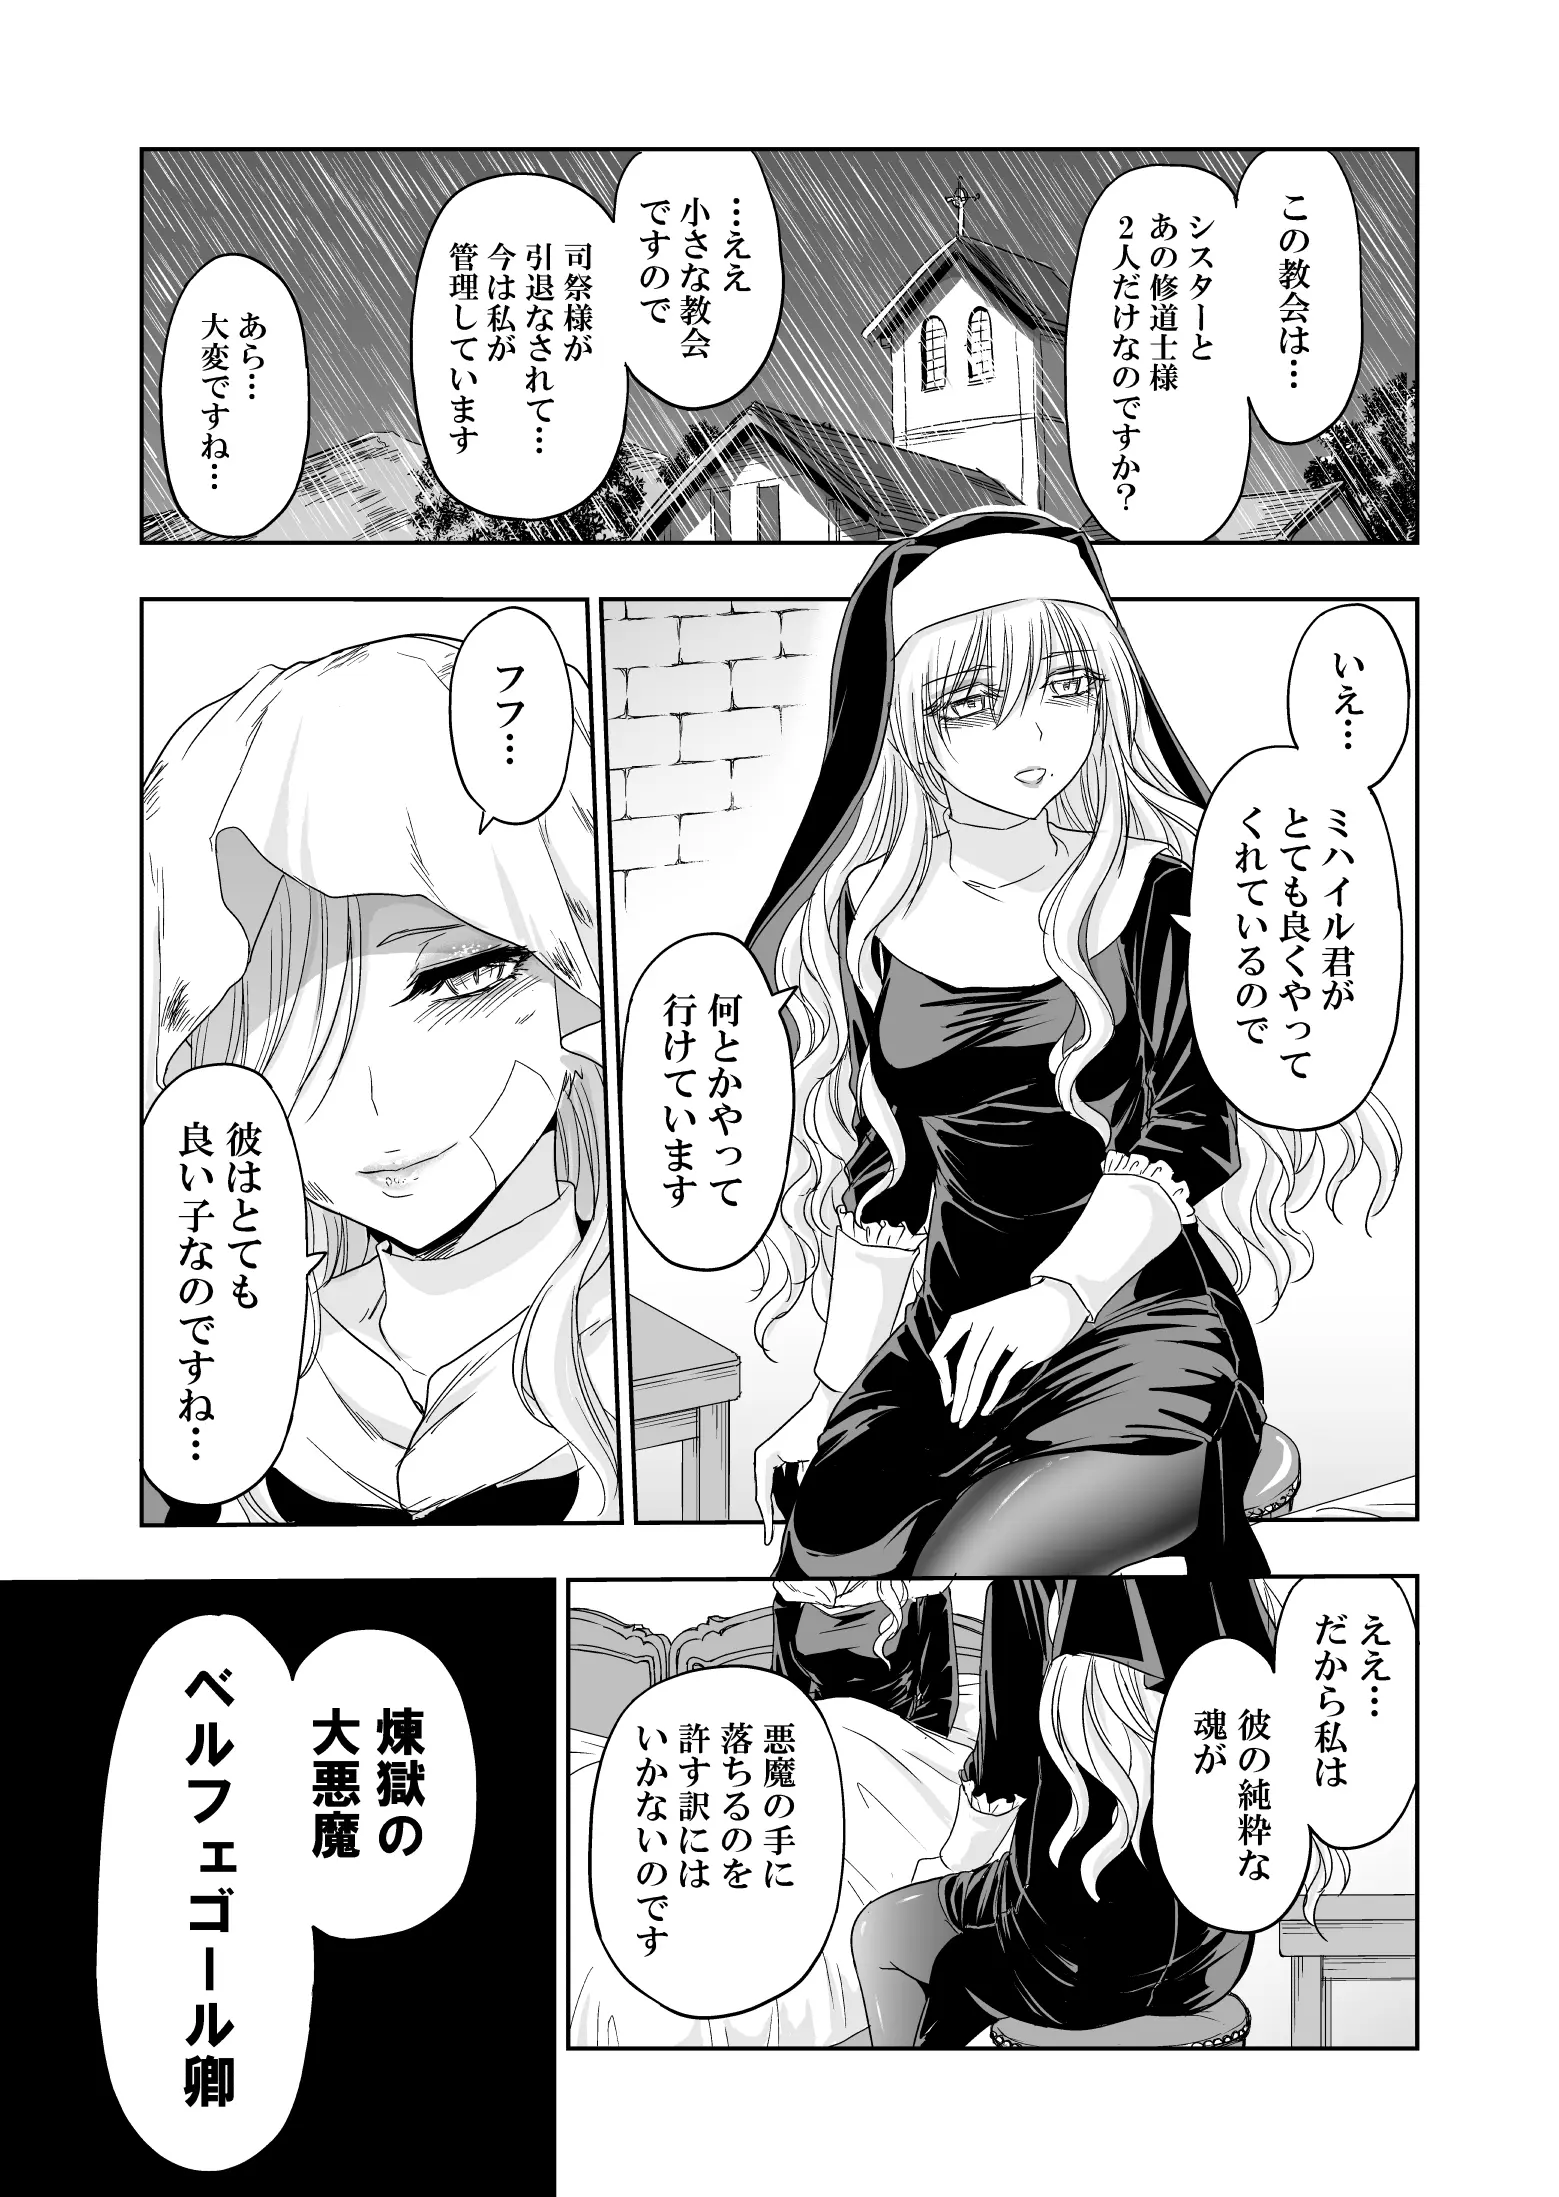 この教会は…
シスターと
あの修道士様
2人だけなのですか？
…ええ
小さな教会
ですので
司祭様が
引退なされて…
今は私が
管理しています
あら…
大変ですね…
いえ…
ミハイル君が
とても良くやって
くれているので
何とかやって
行けています
フフ…
彼はとても
良い子なのですね…
ええ…
だから私は
彼の純粋な
魂が
悪魔の手に
落ちるのを
許す訳には
いかないのです
煉獄の
大悪魔
ベルフェゴール卿